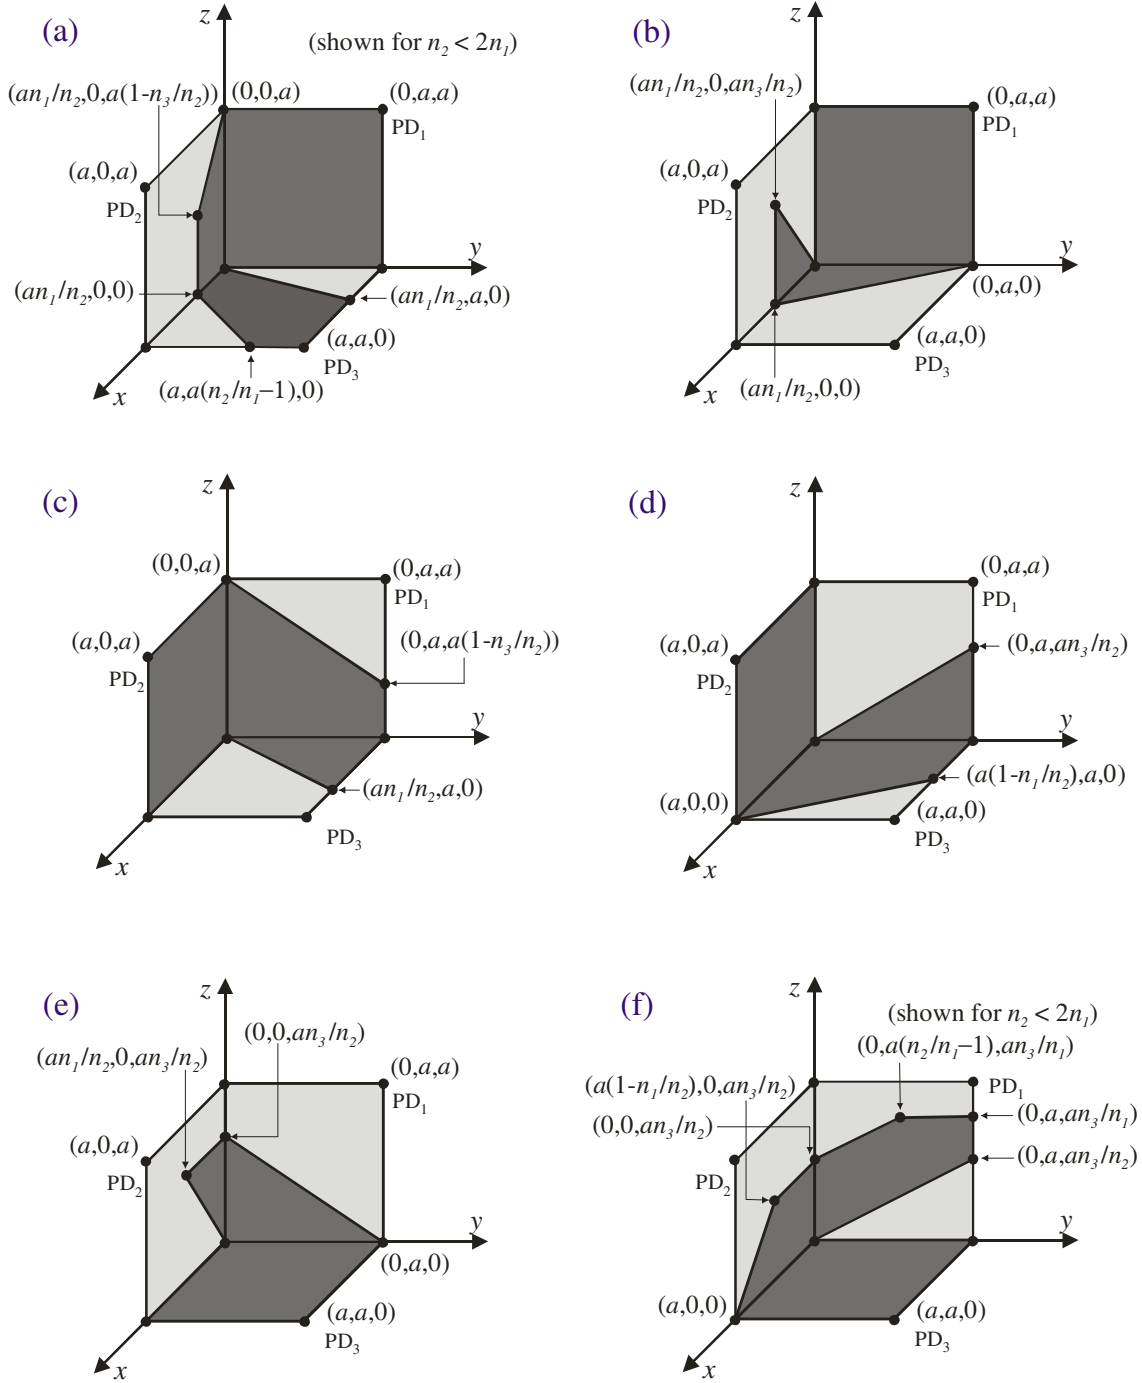 (a)
z
(shown for n₂ < 2n₁)
(an₁/n₂,0,a(1-n₃/n₂))
(0,0,a)
(0,a,a)
PD₁
(a,0,a)
PD₂
y
(an₁/n₂,0,0)
(an₁/n₂,a,0)
(a,a,0)
PD₃
(a,a(n₂/n₁−1),0)
x
(b)
z
(an₁/n₂,0,an₃/n₂)
(0,a,a)
PD₁
(a,0,a)
PD₂
y
(0,a,0)
(a,a,0)
PD₃
(an₁/n₂,0,0)
x
(c)
z
(0,0,a)
(0,a,a)
PD₁
(a,0,a)
PD₂
(0,a,a(1-n₃/n₂))
y
(an₁/n₂,a,0)
PD₃
x
(d)
z
(0,a,a)
PD₁
(a,0,a)
PD₂
(0,a,an₃/n₂)
y
(a(1-n₁/n₂),a,0)
(a,0,0)
(a,a,0)
PD₃
x
(e)
z
(0,0,an₃/n₂)
(an₁/n₂,0,an₃/n₂)
(0,a,a)
PD₁
(a,0,a)
PD₂
y
(0,a,0)
(a,a,0)
PD₃
x
(f)
z
(shown for n₂ < 2n₁)
(0,a(n₂/n₁−1),an₃/n₁)
(a(1-n₁/n₂),0,an₃/n₂)
PD₁
(0,0,an₃/n₂)
(0,a,an₃/n₁)
(0,a,an₃/n₂)
PD₂
y
(a,0,0)
(a,a,0)
PD₃
x